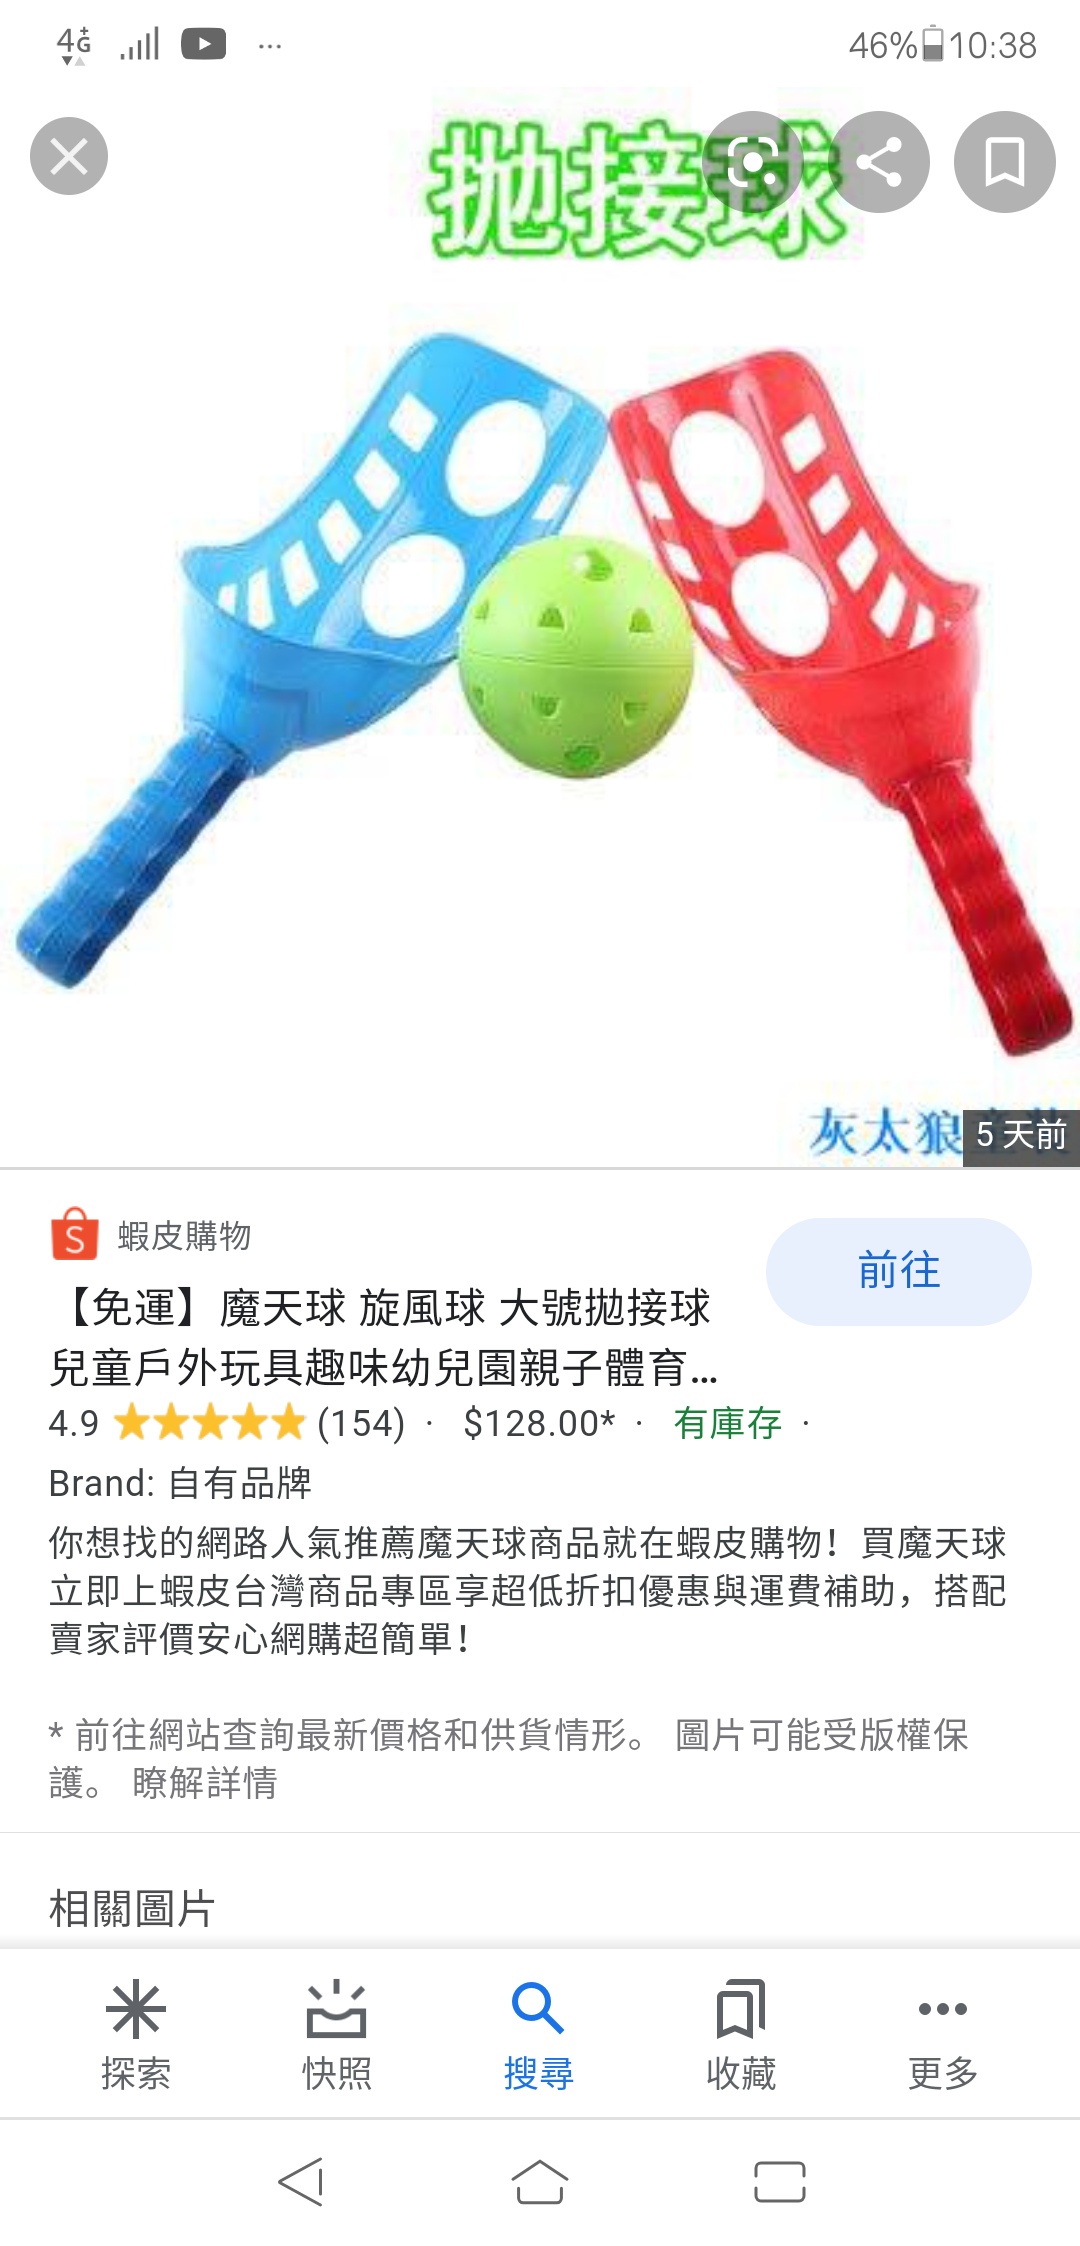 4G
46% 10:38
拋接球
灰太狼
5 天前
蝦皮購物
前往
【免運】魔天球 旋風球 大號拋接球
兒童戶外玩具趣味幼兒園親子體育...
4.9 ★★★★★ (154) · $128.00* · 有庫存 ·
Brand: 自有品牌
你想找的網路人氣推薦魔天球商品就在蝦皮購物！買魔天球
立即上蝦皮台灣商品專區享超低折扣優惠與運費補助，搭配
賣家評價安心網購超簡單！
* 前往網站查詢最新價格和供貨情形。 圖片可能受版權保
護。 瞭解詳情
相關圖片
探索
快照
搜尋
收藏
更多